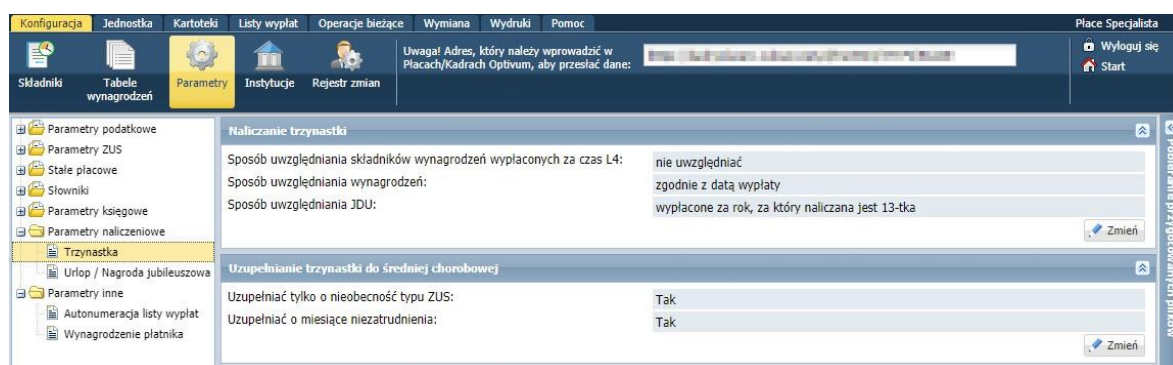 Konfiguracja Jednostka Kartoteki Listy wypłat Operacje bieżące Wymiana Wydruki Pomoc Płace Specjalista
Składniki
Tabele
wynagrodzeń
Parametry
Instytucje
Rejestr zmian
Uwaga! Adres, który należy wprowadzić w
Płacach/Kadrach Optivum, aby przesłać dane:
Wyloguj się
Start
Parametry podatkowe
Parametry ZUS
Stałe płacowe
Słowniki
Parametry księgowe
Parametry naliczeniowe
Trzynastka
Urlop / Nagroda jubileuszowa
Parametry inne
Autonumeracja listy wypłat
Wynagrodzenie płatnika
Naliczanie trzynastki
Sposób uwzględniania składników wynagrodzeń wypłaconych za czas L4: nie uwzględniać
Sposób uwzględniania wynagrodzeń: zgodnie z datą wypłaty
Sposób uwzględniania JDU: wypłacone za rok, za który naliczana jest 13-tka
Zmień
Uzupełnianie trzynastki do średniej chorobowej
Uzupełniać tylko o nieobecność typu ZUS: Tak
Uzupełniać o miesiące niezatrudnienia: Tak
Zmień
Pobieranie przygotowanych plików